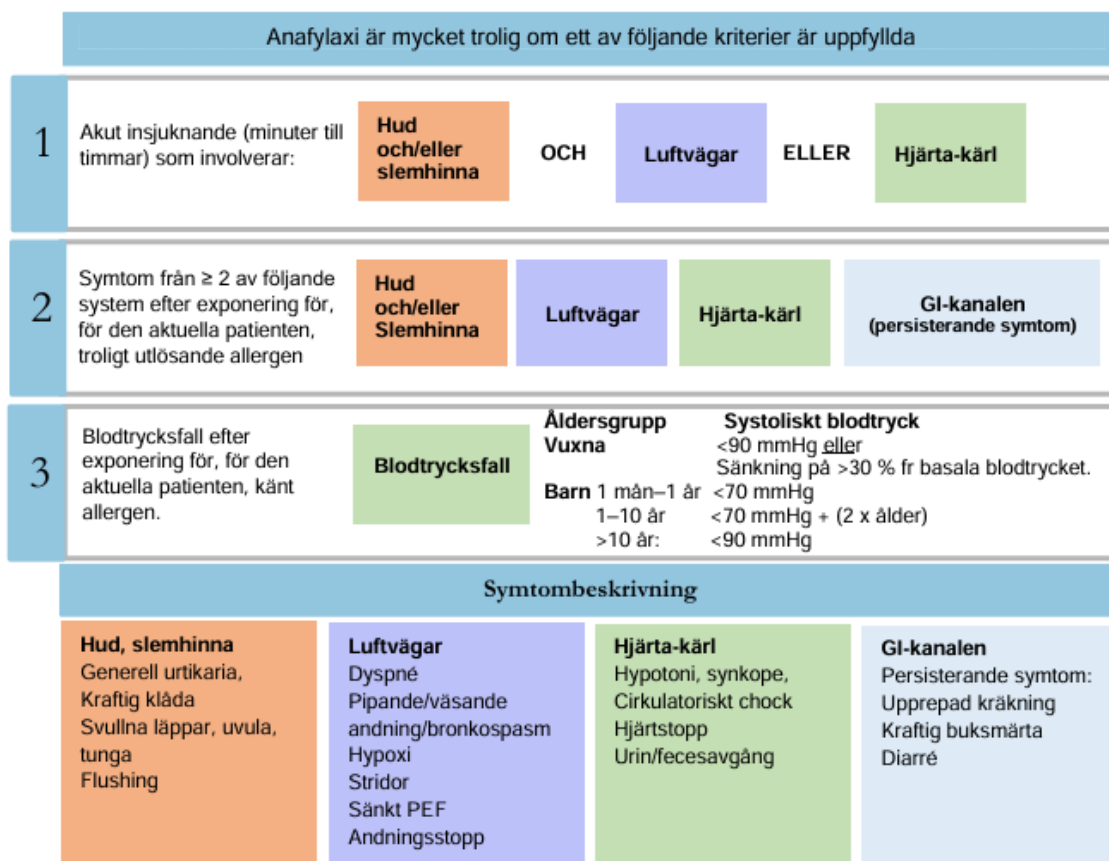 Anafylaxi är mycket trolig om ett av följande kriterier är uppfyllda
1
Akut insjuknande (minuter till
timmar) som involverar:
Hud
och/eller
slemhinna
OCH
Luftvägar
ELLER
Hjärta-kärl
2
Symtom från ≥ 2 av följande
system efter exponering för,
för den aktuella patienten,
troligt utlösande allergen
Hud
och/eller
Slemhinna
Luftvägar
Hjärta-kärl
GI-kanalen
(persisterande symtom)
3
Blodtrycksfall efter
exponering för, för den
aktuella patienten, känt
allergen.
Blodtrycksfall
Åldersgrupp Systoliskt blodtryck
Vuxna <90 mmHg eller
Sänkning på >30 % fr basala blodtrycket.
Barn 1 mån–1 år <70 mmHg
1–10 år <70 mmHg + (2 x ålder)
>10 år: <90 mmHg
Symtombeskrivning
Hud, slemhinna
Generell urtikaria,
Kraftig klåda
Svullna läppar, uvula,
tunga
Flushing
Luftvägar
Dyspné
Pipande/väsande
andning/bronkospasm
Hypoxi
Stridor
Sänkt PEF
Andningsstopp
Hjärta-kärl
Hypotoni, synkope,
Cirkulatoriskt chock
Hjärtstopp
Urin/fecesavgång
GI-kanalen
Persisterande symtom:
Upprepad kräkning
Kraftig buksmärta
Diarré